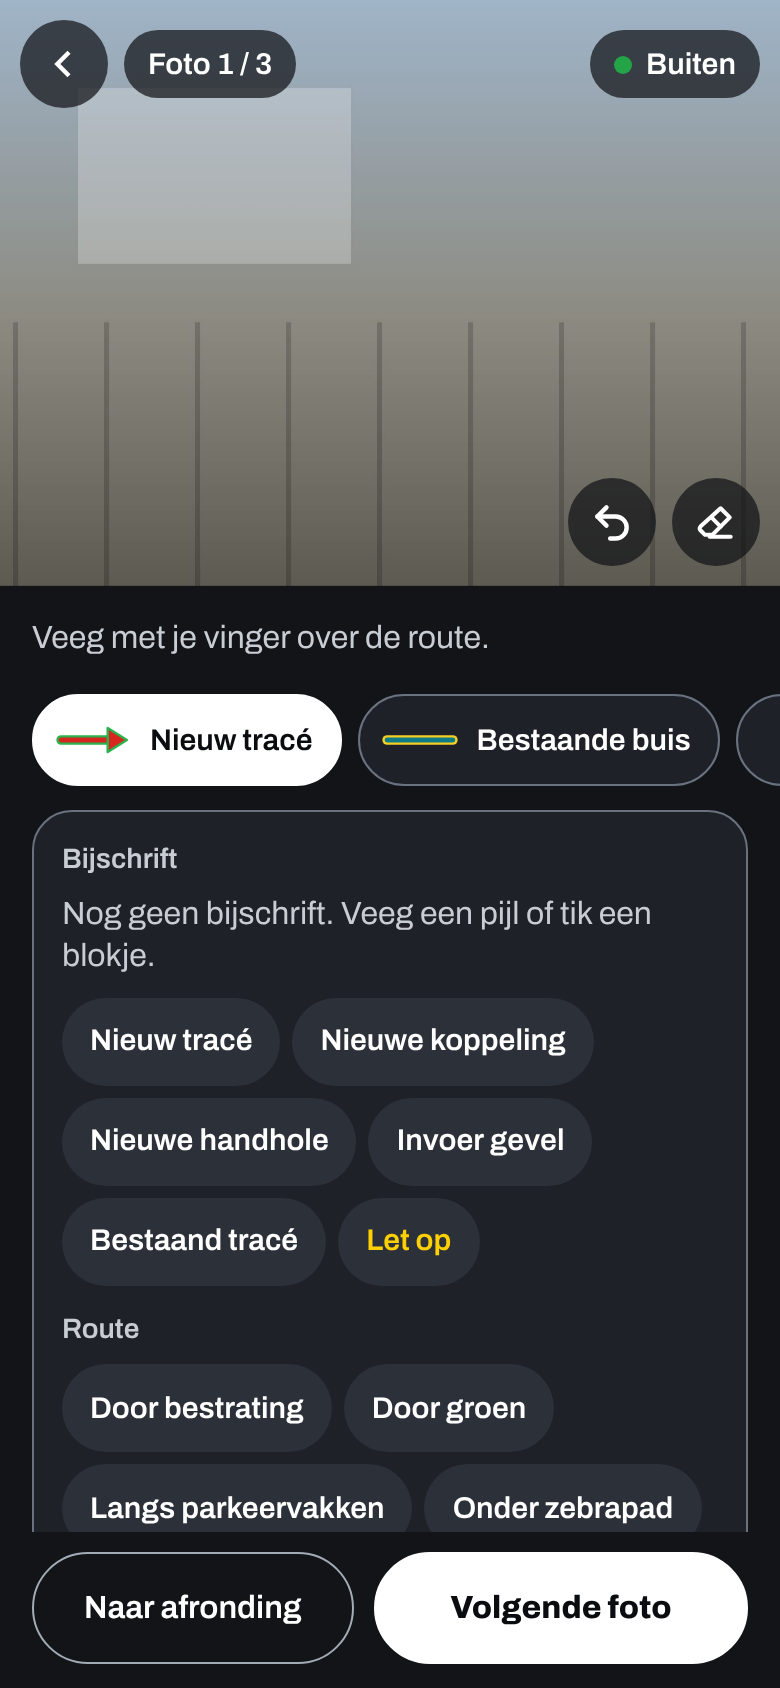 Foto 1 / 3
Buiten
Veeg met je vinger over de route.
Nieuw tracé
Bestaande buis
Bijschrift
Nog geen bijschrift. Veeg een pijl of tik een
blokje.
Nieuw tracé
Nieuwe koppeling
Nieuwe handhole
Invoer gevel
Bestaand tracé
Let op
Route
Door bestrating
Door groen
Langs parkeervakken
Onder zebrapad
Naar afronding
Volgende foto